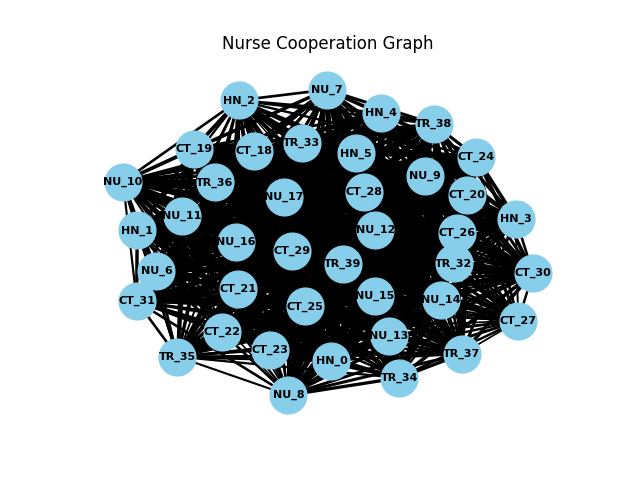 Nurse Cooperation Graph
NU_7
HN_2
HN_4
TR_38
TR_33
CT_19
CT_18
HN_5
CT_24
NU_9
NU_10
TR_36
CT_28
CT_20
NU_17
NU_11
HN_3
HN_1
NU_12
CT_26
NU_16
CT_29
TR_39
TR_32
NU_6
CT_30
CT_21
NU_15
NU_14
CT_31
CT_25
CT_27
CT_22
NU_13
CT_23
TR_37
TR_35
HN_0
TR_34
NU_8